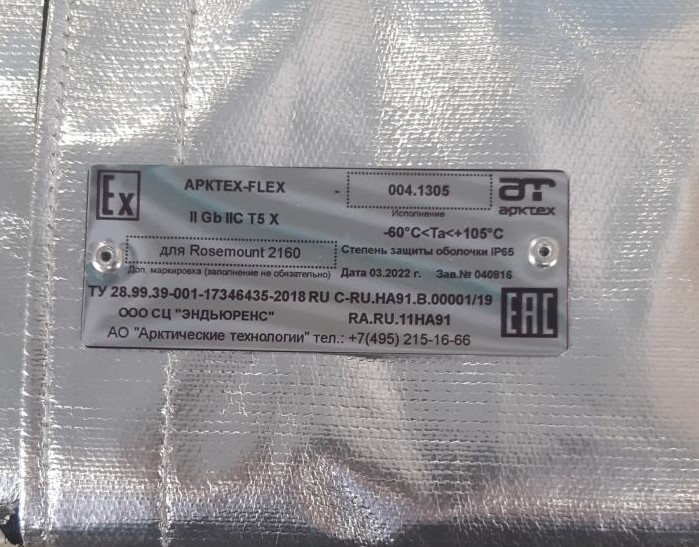 Ex
АРКТЕХ-FLEX - 004.1305
арктех
Исполнение
II Gb IIC T5 X
-60°C<Ta<+105°C
для Rosemount 2160
Степень защиты оболочки IP65
Доп. маркировка (заполнение не обязательно)
Дата 03.2022 г. Зав.№ 040816
ТУ 28.99.39-001-17346435-2018 RU C-RU.HA91.B.00001/19
ООО СЦ "ЭНДЬЮРЕНС" RA.RU.11HA91
EAC
АО "Арктические технологии" тел.: +7(495) 215-16-66